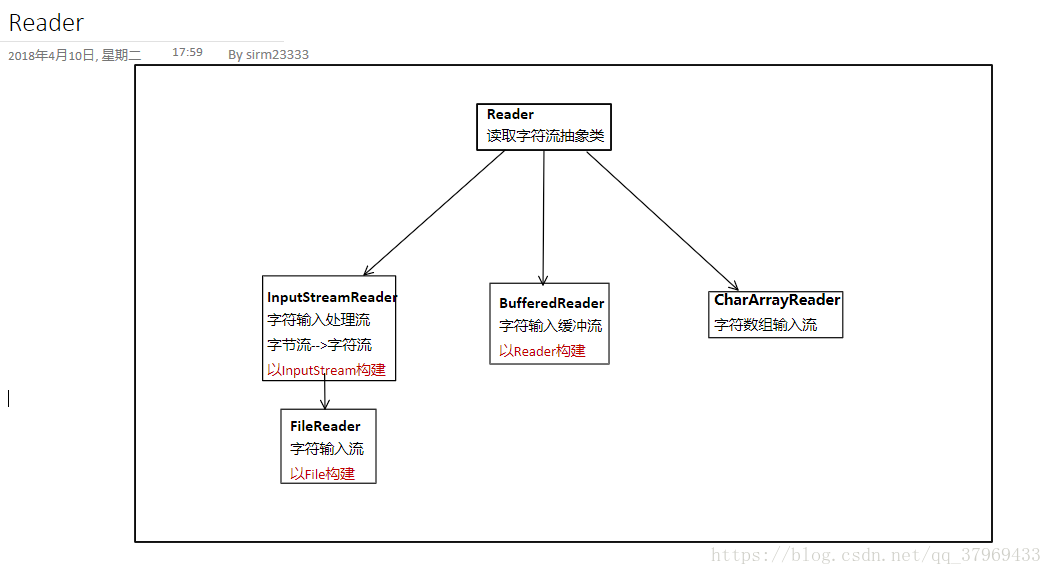 Reader
2018年4月10日, 星期二 17:59 By sirm23333
Reader
读取字符流抽象类
InputStreamReader
字符输入处理流
字节流-->字符流
以InputStream构建
BufferedReader
字符输入缓冲流
以Reader构建
CharArrayReader
字符数组输入流
FileReader
字符输入流
以File构建
https://blog.csdn.net/qq_37969433